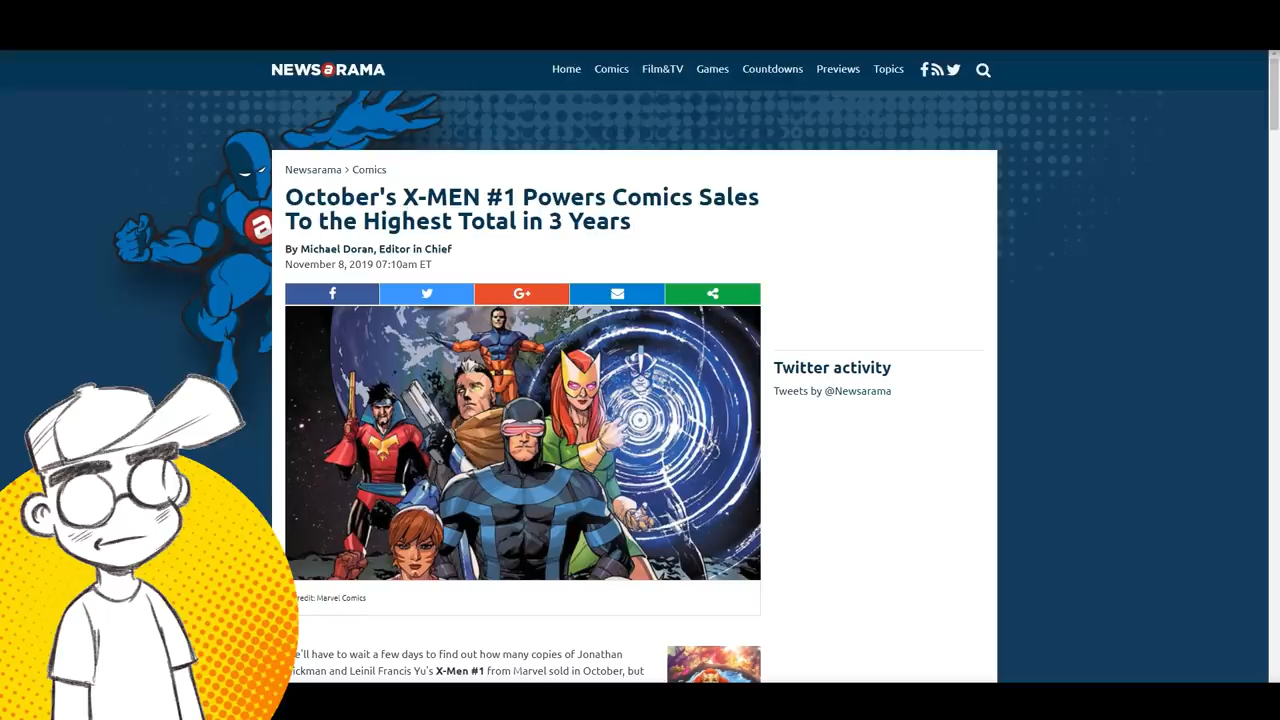 NEWSaRAMA
Home Comics Film&TV Games Countdowns Previews Topics
Newsarama > Comics
October's X-MEN #1 Powers Comics Sales
To the Highest Total in 3 Years
By Michael Doran, Editor in Chief
November 8, 2019 07:10am ET
G+
Twitter activity
Tweets by @Newsarama
redit: Marvel Comics
'll have to wait a few days to find out how many copies of Jonathan
ickman and Leinil Francis Yu's X-Men #1 from Marvel sold in October, but
a